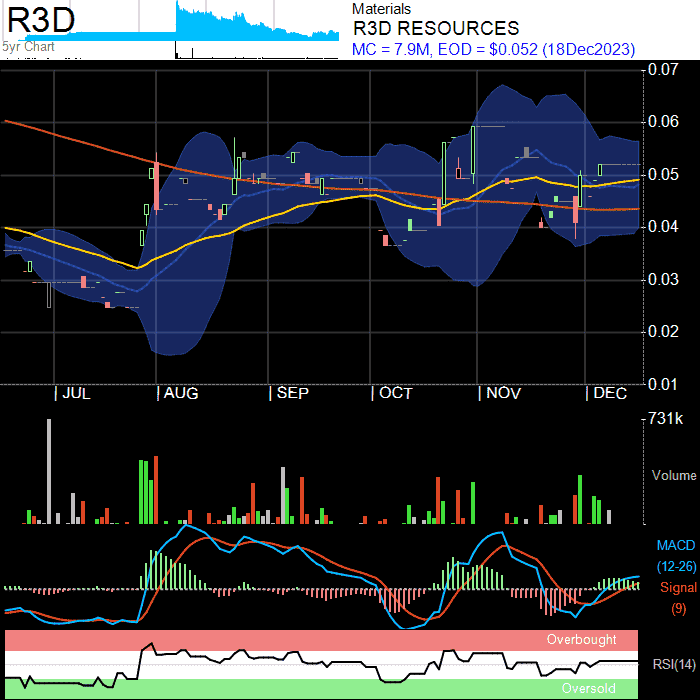 R3D
5yr Chart
Materials
R3D RESOURCES
MC = 7.9M, EOD = $0.052 (18Dec2023)
0.07
0.06
0.05
0.04
0.03
0.02
0.01
JUL AUG SEP OCT NOV DEC
731k
Volume
MACD
(12-26)
Signal
(9)
Overbought
RSI(14)
Oversold